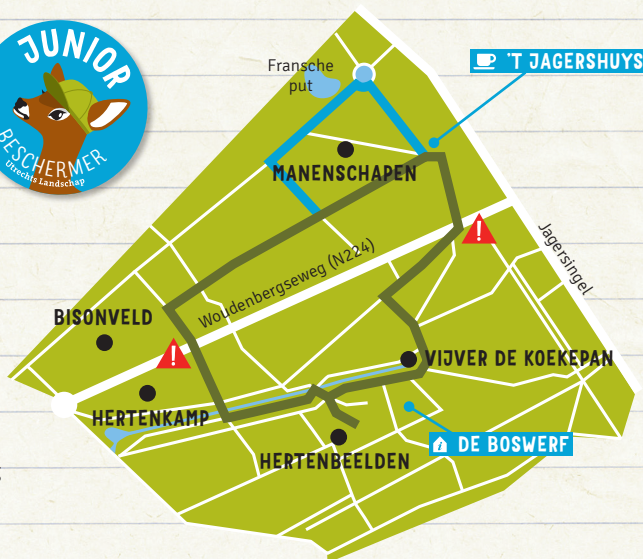 JUNIOR
BESCHERMER
Utrechts Landschap
Fransche
put
'T JAGERSHUYS
MANENSCHAPEN
Jagersingel
Woudenbergseweg (N224)
!
BISONVELD
!
VIJVER DE KOEKEPAN
HERTENKAMP
i DE BOSWERF
HERTENBEELDEN